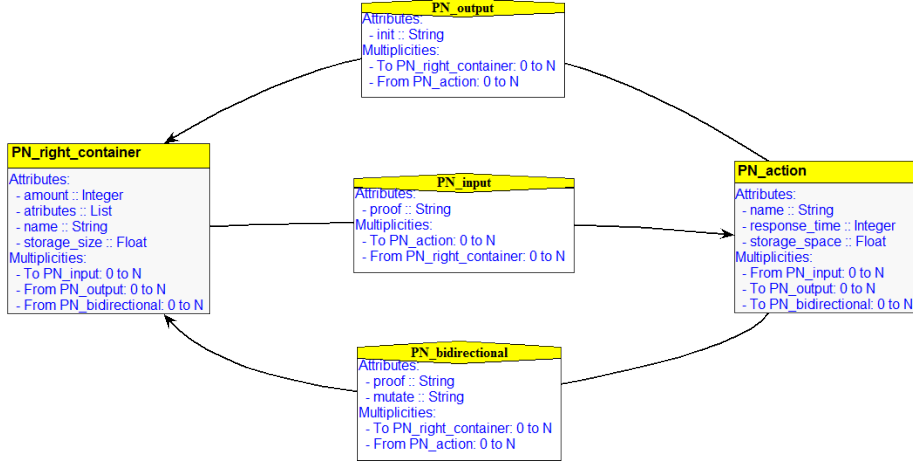 PN_output
Attributes:
- init :: String
Multiplicities:
- To PN_right_container: 0 to N
- From PN_action: 0 to N
PN_right_container
Attributes:
- amount :: Integer
- atributes :: List
- name :: String
- storage_size :: Float
Multiplicities:
- To PN_input: 0 to N
- From PN_output: 0 to N
- From PN_bidirectional: 0 to N
PN_input
Attributes:
- proof :: String
Multiplicities:
- To PN_action: 0 to N
- From PN_right_container: 0 to N
PN_action
Attributes:
- name :: String
- response_time :: Integer
- storage_space :: Float
Multiplicities:
- From PN_input: 0 to N
- To PN_output: 0 to N
- To PN_bidirectional: 0 to N
PN_bidirectional
Attributes:
- proof :: String
- mutate :: String
Multiplicities:
- To PN_right_container: 0 to N
- From PN_action: 0 to N